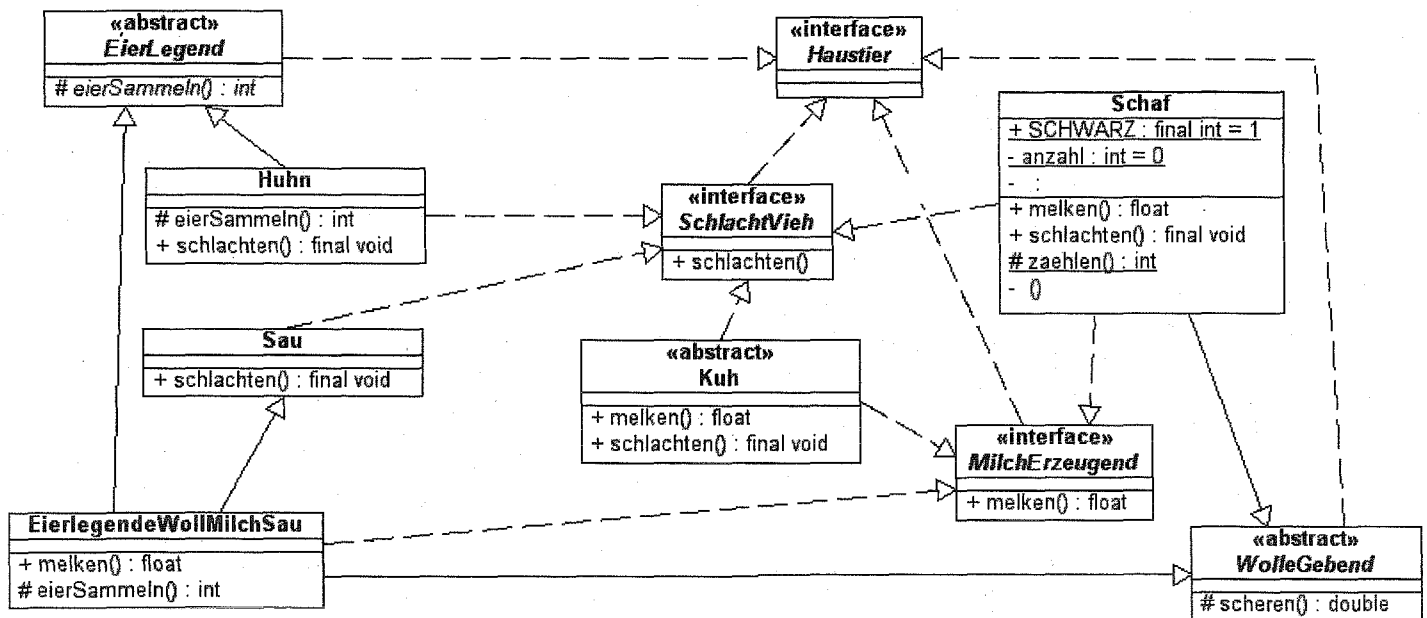 «abstract»
EierLegend
# eierSammeln() : int
«interface»
Haustier
Schaf
+ SCHWARZ : final int = 1
- anzahl : int = 0
- :
+ melken() : float
+ schlachten() : final void
# zaehlen() : int
- ()
Huhn
# eierSammeln() : int
+ schlachten() : final void
«interface»
SchlachtVieh
+ schlachten()
Sau
+ schlachten() : final void
«abstract»
Kuh
+ melken() : float
+ schlachten() : final void
«interface»
MilchErzeugend
+ melken() : float
EierlegendeWollMilchSau
+ melken() : float
# eierSammeln() : int
«abstract»
WolleGebend
# scheren() : double